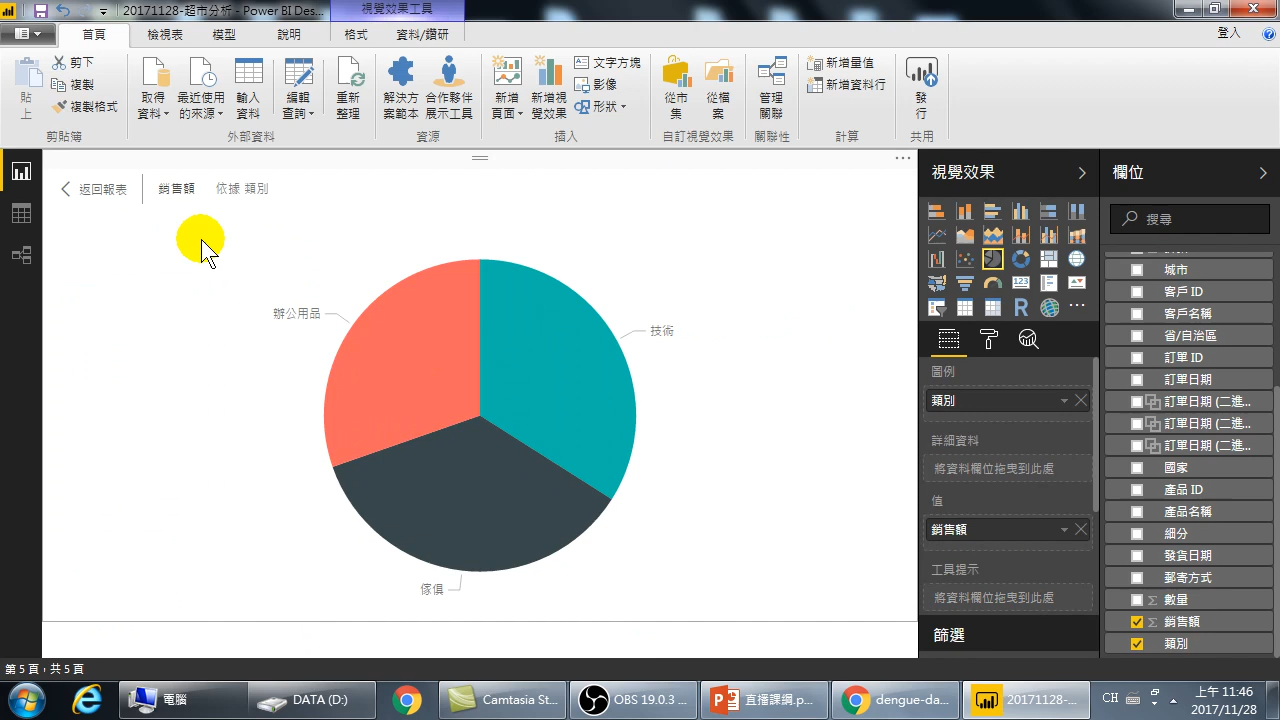 20171128-超市分析 - Power BI Des...
視覺效果工具
首頁
檢視表
模型
說明
格式
資料/鑽研
登入
貼上
剪下
複製
複製格式
剪貼簿
取得資料
最近使用的來源
輸入資料
編輯查詢
重新整理
外部資料
解決方案範本
合作夥伴展示工具
資源
新增頁面
新增視覺效果
文字方塊
影像
形狀
插入
從市集
從檔案
自訂視覺效果
管理關聯
關聯性
新增量值
新增資料行
計算
發行
共用
返回報表
銷售額
依據 類別
辦公用品
技術
傢俱
視覺效果
123
R
圖例
類別
詳細資料
將資料欄位拖曳到此處
值
銷售額
工具提示
將資料欄位拖曳到此處
篩選
欄位
搜尋
城市
客戶 ID
客戶名稱
省/自治區
訂單 ID
訂單日期
訂單日期 (二進...
訂單日期 (二進...
訂單日期 (二進...
國家
產品 ID
產品名稱
細分
發貨日期
郵寄方式
Σ 數量
Σ 銷售額
類別
第 5 頁，共 5 頁
電腦
DATA (D:)
Camtasia St...
OBS 19.0.3 ...
直播課綱.p...
dengue-da...
20171128-...
CH
上午 11:46
2017/11/28